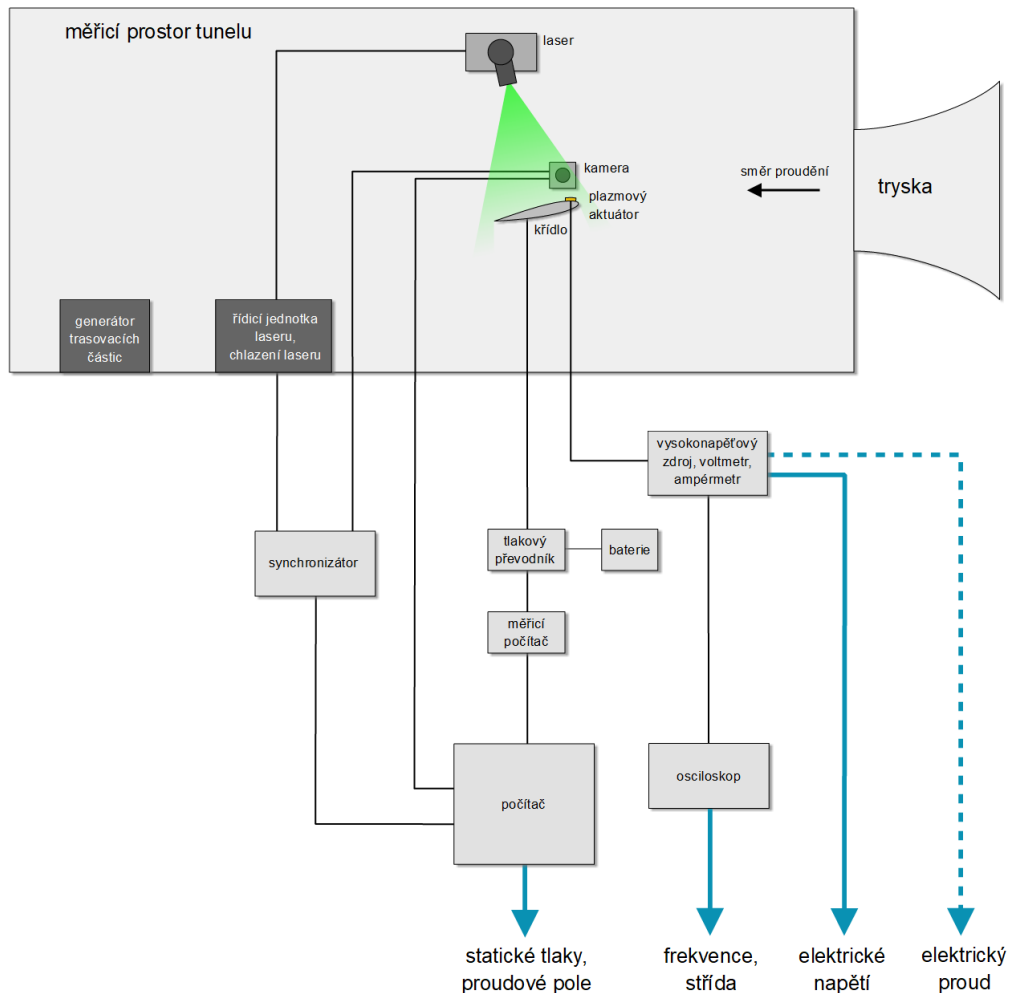 měřicí prostor tunelu
laser
kamera
plazmový
aktuátor
křídlo
směr proudění
tryska
generátor
trasovacích
částic
řídicí jednotka
laseru,
chlazení laseru
vysokonapěťový
zdroj, voltmetr,
ampérmetr
synchronizátor
tlakový
převodník
baterie
měřicí
počítač
počítač
osciloskop
statické tlaky,
proudové pole
frekvence,
střída
elektrické
napětí
elektrický
proud